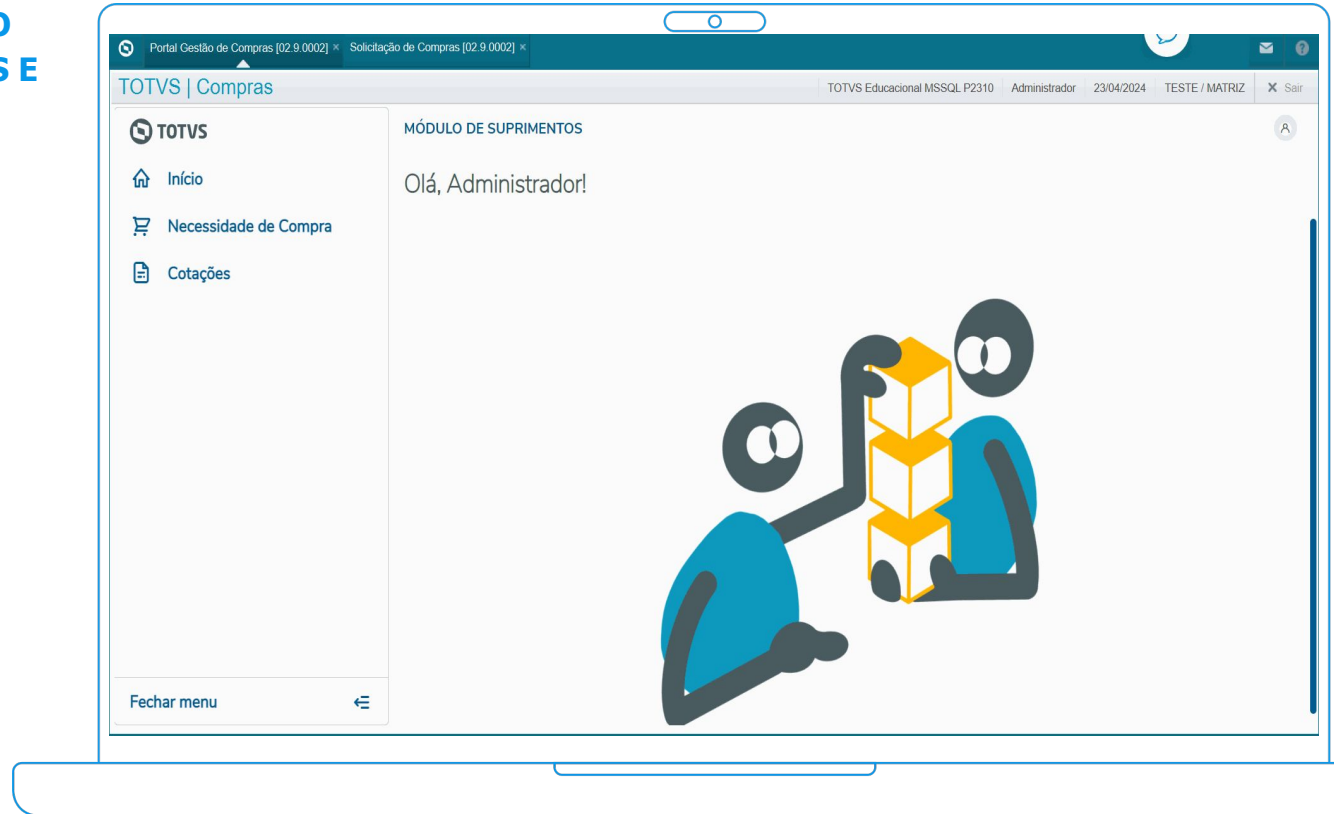 O
S E
Portal Gestão de Compras [02.9.0002] × Solicitação de Compras [02.9.0002] ×
TOTVS | Compras
TOTVS Educacional MSSQL P2310 Administrador 23/04/2024 TESTE / MATRIZ X Sair
TOTVS
MÓDULO DE SUPRIMENTOS
Início
Olá, Administrador!
Necessidade de Compra
Cotações
Fechar menu